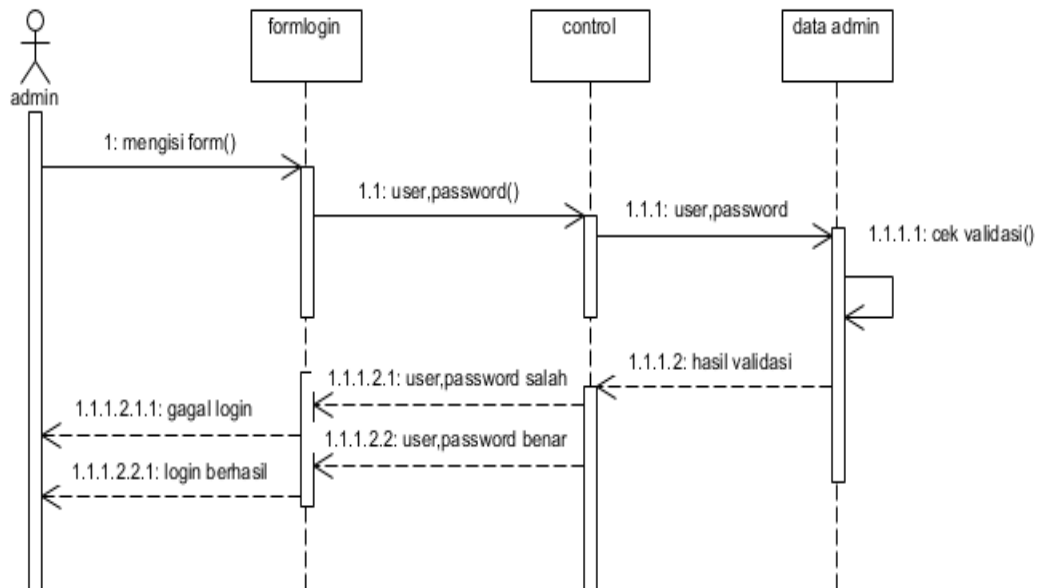 formlogin
control
data admin
admin
1: mengisi form()
1.1: user,password()
1.1.1: user,password
1.1.1.1: cek validasi()
1.1.1.2: hasil validasi
1.1.1.2.1: user,password salah
1.1.1.2.1.1: gagal login
1.1.1.2.2: user,password benar
1.1.1.2.2.1: login berhasil